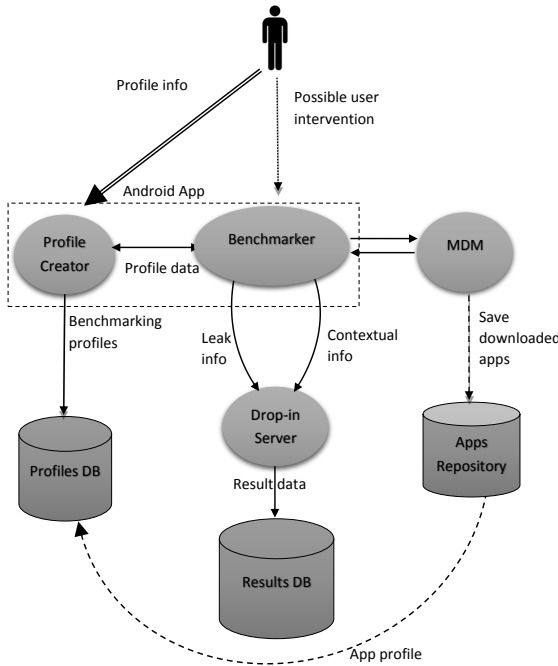 Profile info
Possible user
intervention
Android App
Profile
Creator
Profile data
Benchmarker
MDM
Benchmarking
profiles
Leak
info
Contextual
info
Save
downloaded
apps
Drop-in
Server
Profiles DB
Apps
Repository
Result data
Results DB
App profile